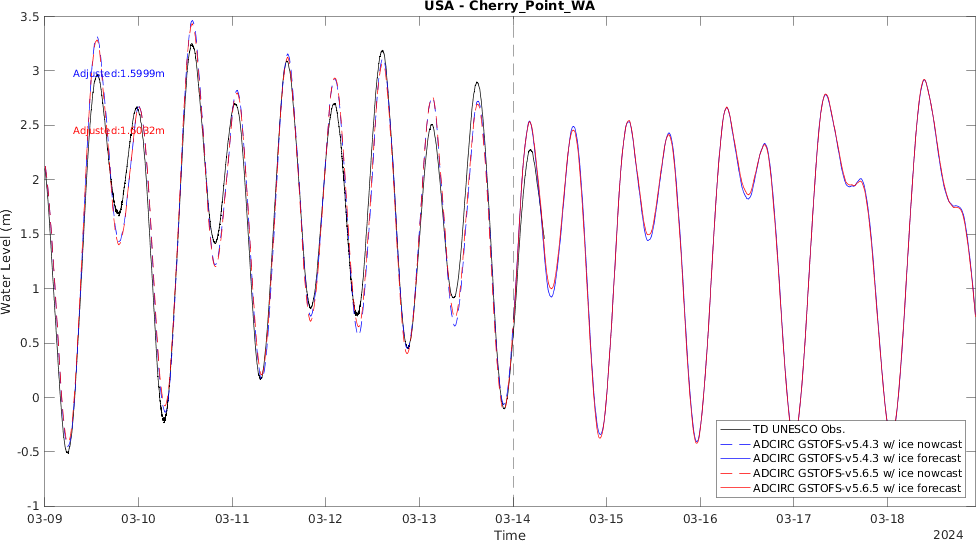 USA - Cherry_Point_WA
3.5
3
2.5
2
1.5
1
0.5
0
-0.5
-1
Water Level (m)
Adjusted:1.5999m
Adjusted:1.5032m
TD UNESCO Obs.
ADCIRC GSTOFS-v5.4.3 w/ ice nowcast
ADCIRC GSTOFS-v5.4.3 w/ ice forecast
ADCIRC GSTOFS-v5.6.5 w/ ice nowcast
ADCIRC GSTOFS-v5.6.5 w/ ice forecast
03-09 03-10 03-11 03-12 03-13 03-14 03-15 03-16 03-17 03-18
Time
2024